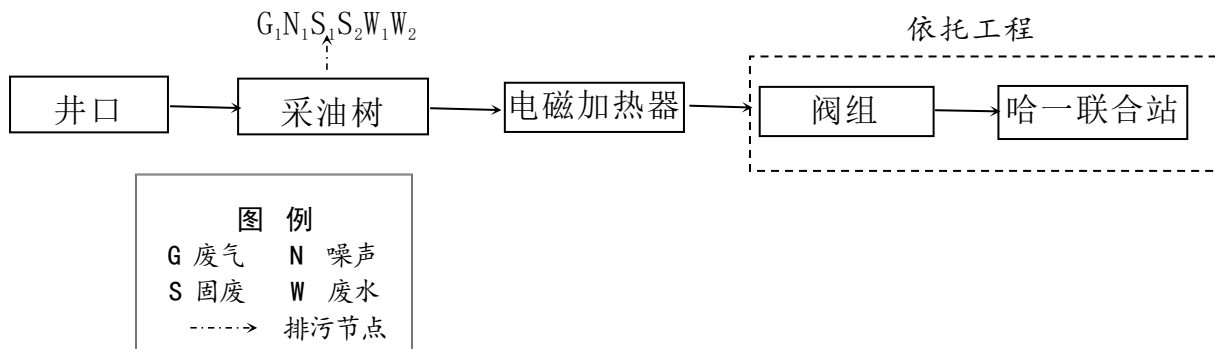 G₁N₁S₁S₂W₁W₂
依托工程
井口
采油树
电磁加热器
阀组
哈一联合站
图 例
G 废气 N 噪声
S 固废 W 废水
排污节点